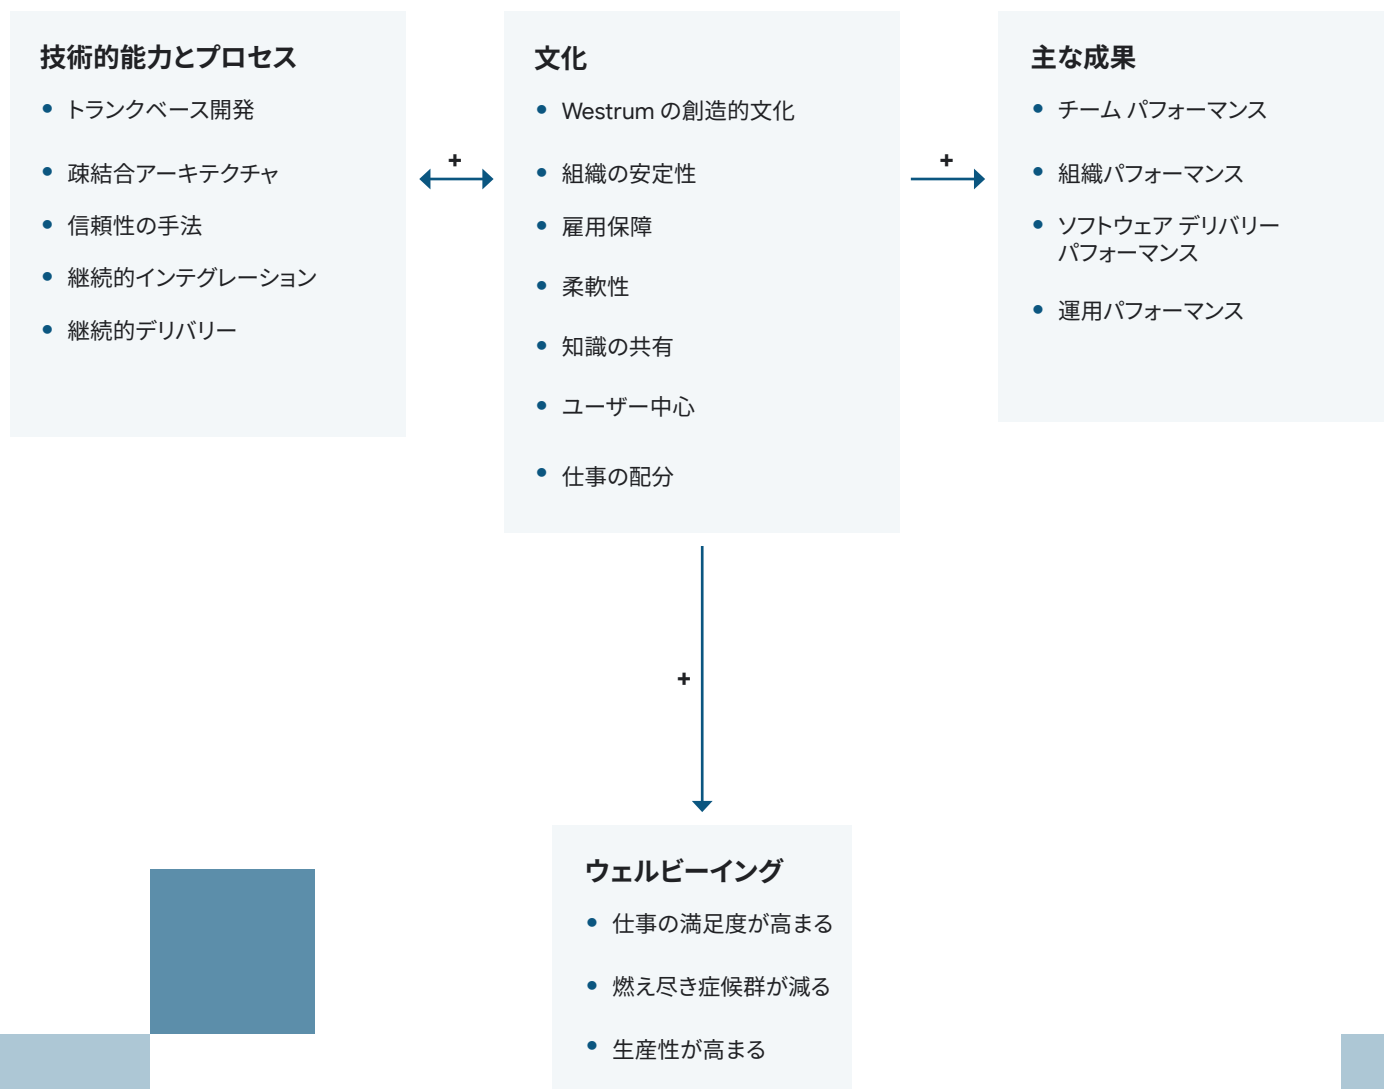 技術的能力とプロセス
トランクベース開発
疎結合アーキテクチャ
信頼性の手法
継続的インテグレーション
継続的デリバリー
+
文化
Westrum の創造的文化
組織の安定性
雇用保障
柔軟性
知識の共有
ユーザー中心
仕事の配分
+
主な成果
チーム パフォーマンス
組織パフォーマンス
ソフトウェア デリバリー
パフォーマンス
運用パフォーマンス
+
ウェルビーイング
仕事の満足度が高まる
燃え尽き症候群が減る
生産性が高まる